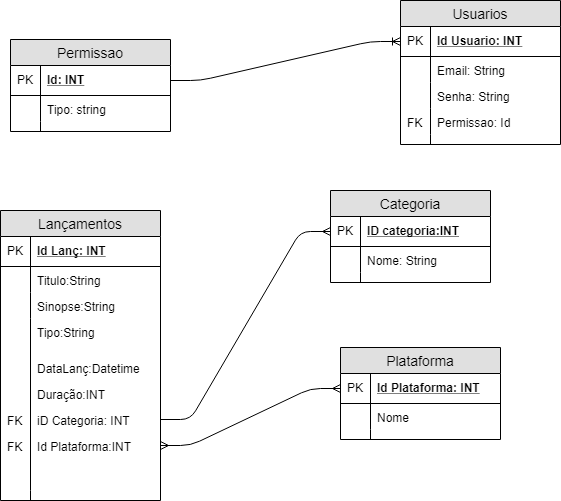 Permissao
PK Id: INT
Tipo: string
Usuarios
PK Id Usuario: INT
Email: String
Senha: String
FK Permissao: Id
Lançamentos
PK Id Lanç: INT
Titulo:String
Sinopse:String
Tipo:String
DataLanç:Datetime
Duração:INT
FK iD Categoria: INT
FK Id Plataforma:INT
Categoria
PK ID categoria:INT
Nome: String
Plataforma
PK Id Plataforma: INT
Nome